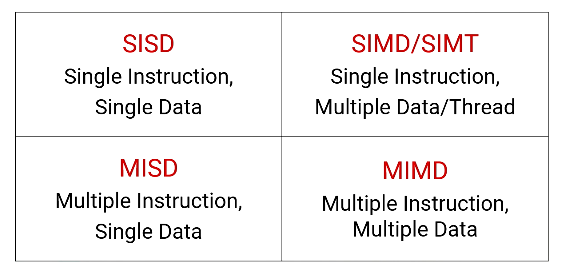 SISD
Single Instruction,
Single Data
SIMD/SIMT
Single Instruction,
Multiple Data/Thread
MISD
Multiple Instruction,
Single Data
MIMD
Multiple Instruction,
Multiple Data